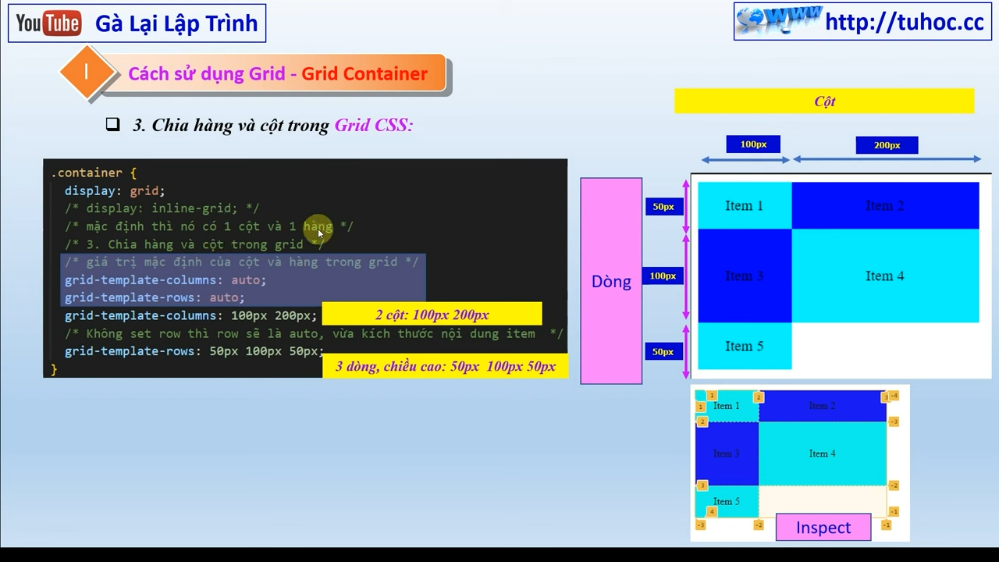 YouTube Gà Lại Lập Trình
WWW http://tuhoc.cc
I Cách sử dụng Grid - Grid Container
3. Chia hàng và cột trong Grid CSS:
.container {
display: grid;
/* display: inline-grid; */
/* mặc định thì nó có 1 cột và 1 hàng */
/* 3. Chia hàng và cột trong grid */
/* giá trị mặc định của cột và hàng trong grid */
grid-template-columns: auto;
grid-template-rows: auto;
grid-template-columns: 100px 200px;
2 cột: 100px 200px
/* Không set row thì row sẽ là auto, vừa kích thước nội dung item */
grid-template-rows: 50px 100px 50px;
3 dòng, chiều cao: 50px 100px 50px
}
Cột
100px 200px
Dòng
50px
100px
50px
Item 1 Item 2
Item 3 Item 4
Item 5
1 2 3 -4
1 Item 1 Item 2
2 -3
Item 3 Item 4
3 -2
Item 5
4 -1
-3 -2 -1
Inspect